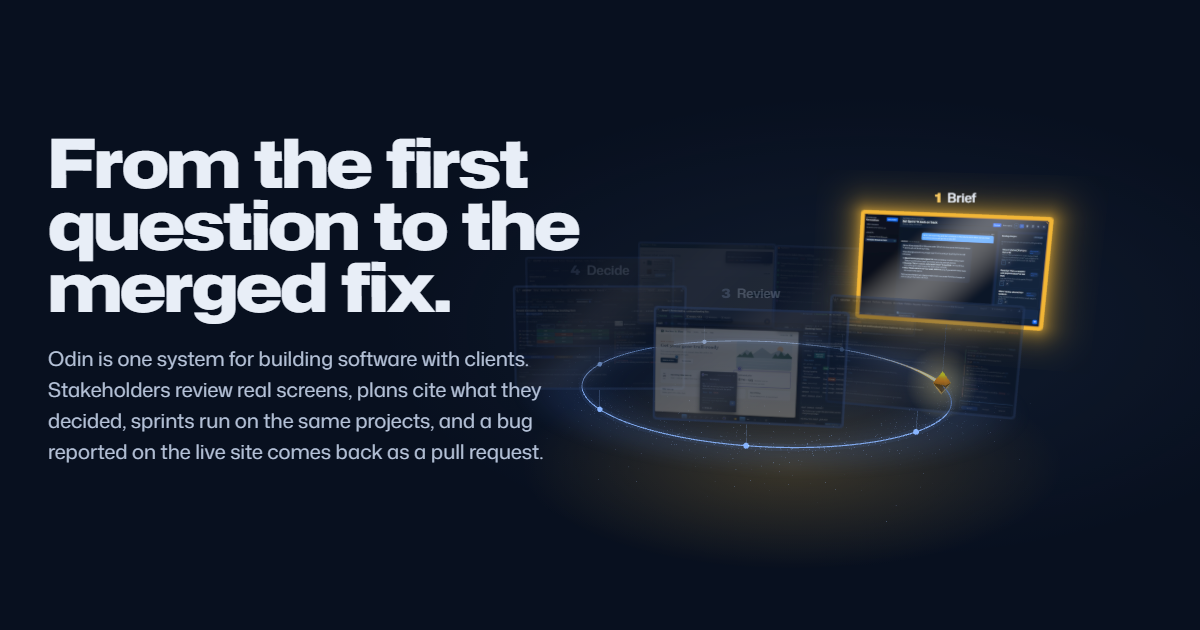 From the first
question to the
merged fix.
Odin is one system for building software with clients.
Stakeholders review real screens, plans cite what they
decided, sprints run on the same projects, and a bug
reported on the live site comes back as a pull request.
1 Brief
4 Decide
3 Review